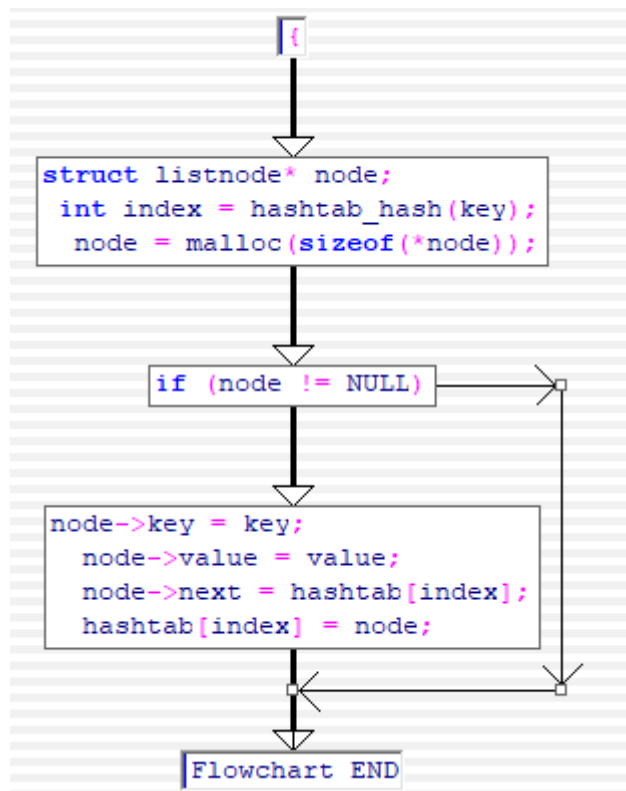 {
struct listnode* node;
int index = hashtab_hash(key);
node = malloc(sizeof(*node));
if (node != NULL)
node->key = key;
node->value = value;
node->next = hashtab[index];
hashtab[index] = node;
Flowchart END